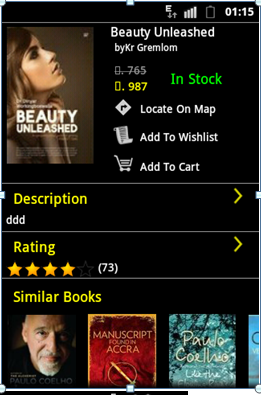 01:15
Beauty Unleashed
byKr Gremlom
BEAUTY
UNLEASHED
▯. 765
▯. 987
In Stock
Locate On Map
Add To Wishlist
Add To Cart
Description
ddd
Rating
(73)
Similar Books
PAULO COELHO
MANUSCRIPT
FOUND IN
ACCRA
Paulo
Coelho